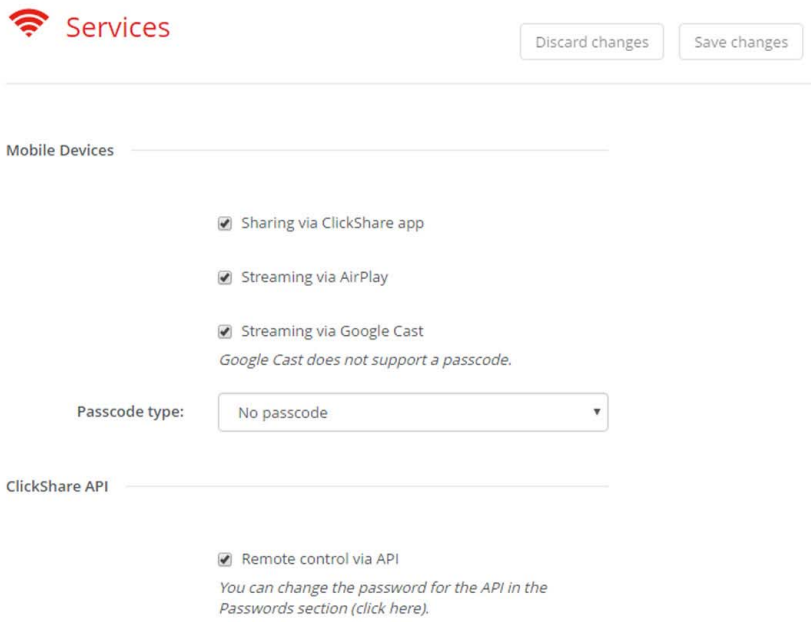 Services
Discard changes
Save changes
Mobile Devices
Sharing via ClickShare app
Streaming via AirPlay
Streaming via Google Cast
Google Cast does not support a passcode.
Passcode type:
No passcode
ClickShare API
Remote control via API
You can change the password for the API in the
Passwords section (click here).